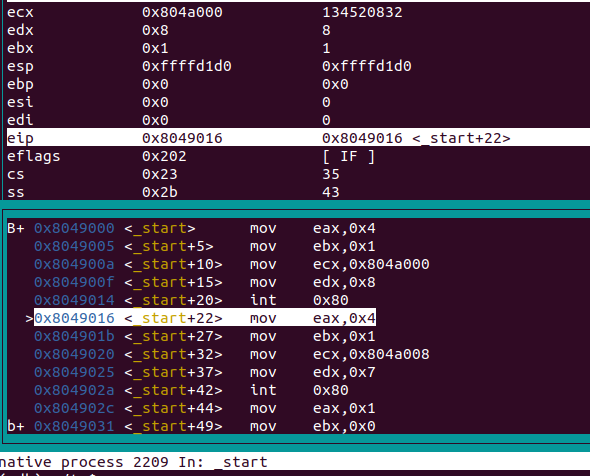 ecx 0x804a000 134520832
edx 0x8 8
ebx 0x1 1
esp 0xffffd1d0 0xffffd1d0
ebp 0x0 0x0
esi 0x0 0
edi 0x0 0
eip 0x8049016 0x8049016 <_start+22>
eflags 0x202 [ IF ]
cs 0x23 35
ss 0x2b 43
B+ 0x8049000 <_start> mov eax,0x4
0x8049005 <_start+5> mov ebx,0x1
0x804900a <_start+10> mov ecx,0x804a000
0x804900f <_start+15> mov edx,0x8
0x8049014 <_start+20> int 0x80
>0x8049016 <_start+22> mov eax,0x4
0x804901b <_start+27> mov ebx,0x1
0x8049020 <_start+32> mov ecx,0x804a008
0x8049025 <_start+37> mov edx,0x7
0x804902a <_start+42> int 0x80
0x804902c <_start+44> mov eax,0x1
b+ 0x8049031 <_start+49> mov ebx,0x0
native process 2209 In: _start